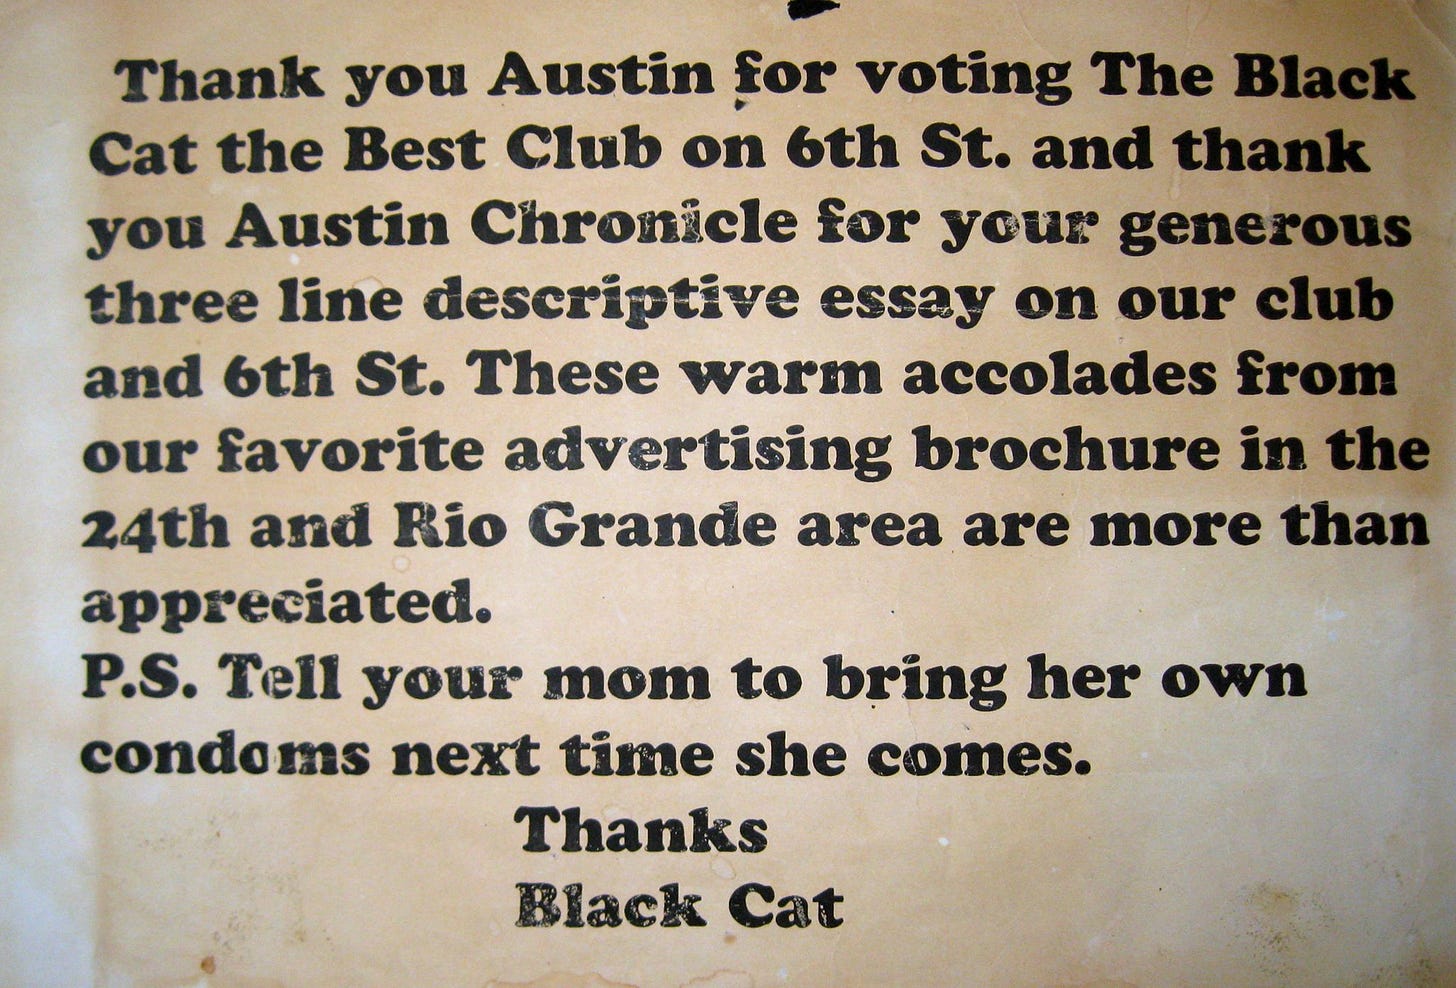 Thank you Austin for voting The Black
Cat the Best Club on 6th St. and thank
you Austin Chronicle for your generous
three line descriptive essay on our club
and 6th St. These warm accolades from
our favorite advertising brochure in the
24th and Rio Grande area are more than
appreciated.
P.S. Tell your mom to bring her own
condoms next time she comes.
Thanks
Black Cat